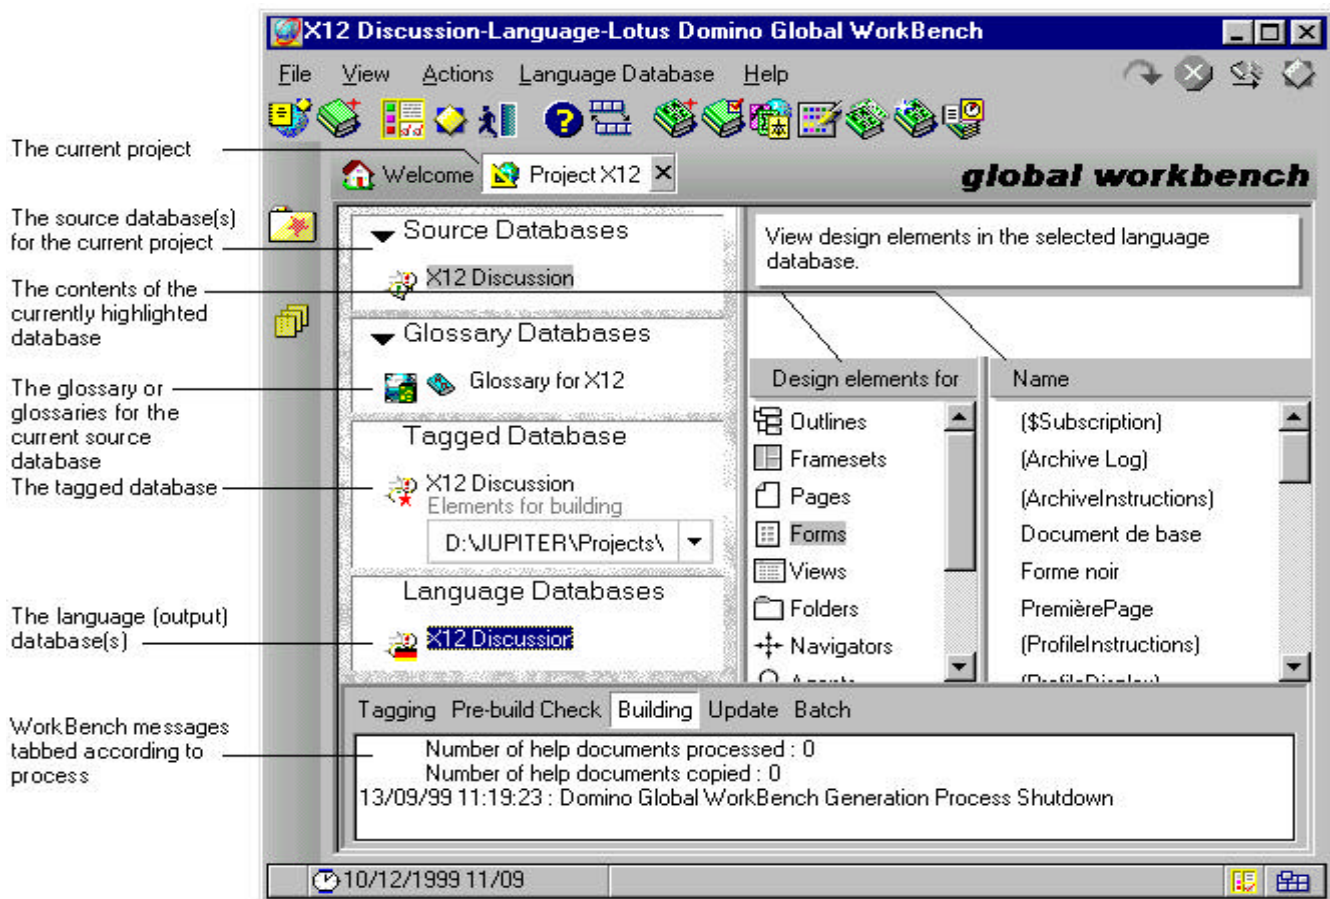 X12 Discussion-Language-Lotus Domino Global WorkBench
File View Actions Language Database Help
The current project
Welcome Project X12
global workbench
The source database(s)
for the current project
Source Databases
X12 Discussion
View design elements in the selected language
database.
The contents of the
currently highlighted
database
Glossary Databases
Glossary for X12
The glossary or
glossaries for the
current source
database
Design elements for
Name
Outlines
Framesets
Pages
Forms
Views
Folders
Navigators
Agents
($Subscription)
(Archive Log)
(ArchiveInstructions)
Document de base
Forme noir
PremièrePage
(ProfileInstructions)
(ProfileDisplay)
Tagged Database
The tagged database
X12 Discussion
Elements for building
D:\JUPITER\Projects\
Language Databases
The language (output)
database(s)
X12 Discussion
WorkBench messages
tabbed according to
process
Tagging Pre-build Check Building Update Batch
Number of help documents processed : 0
Number of help documents copied : 0
13/09/99 11:19:23 : Domino Global WorkBench Generation Process Shutdown
10/12/1999 11/09